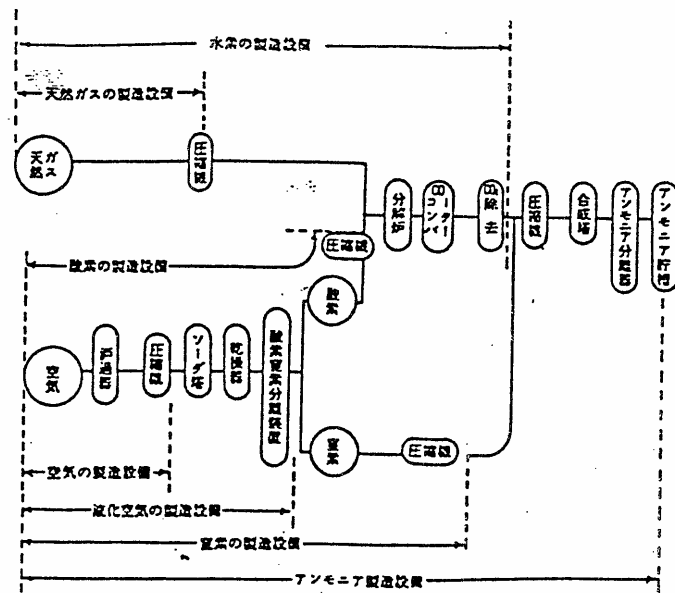 水素の製造設備
天然ガスの製造設備
天然ガス
圧縮機
分解炉
COコンバーター
除去
圧縮機
合成塔
アンモニア分離器
アンモニア貯槽
圧縮機
酸素の製造設備
酸素
空気
圧縮機
ソーダ塔
乾燥器
酸素窒素分離装置
窒素
圧縮機
空気の製造設備
液化空気の製造設備
窒素の製造設備
アンモニア製造設備